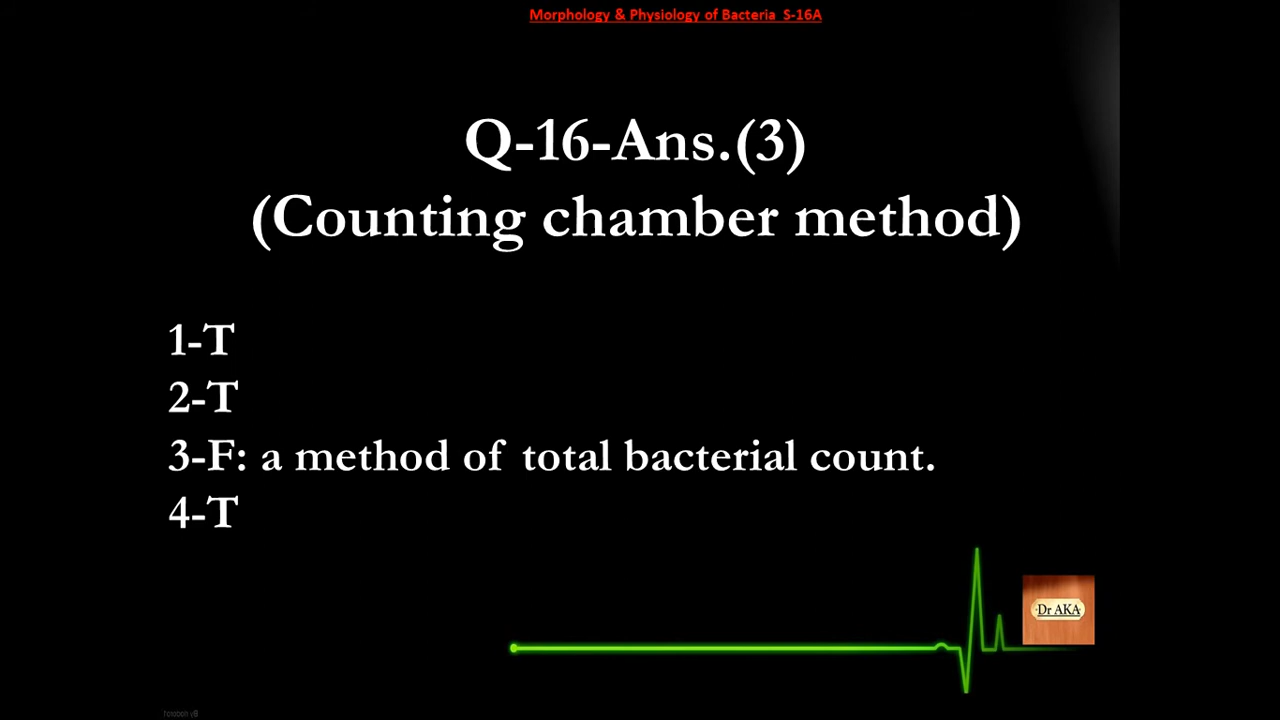 Morphology & Physiology of Bacteria S-16A
Q-16-Ans.(3)
(Counting chamber method)
1-T
2-T
3-F: a method of total bacterial count.
4-T
Dr AKA